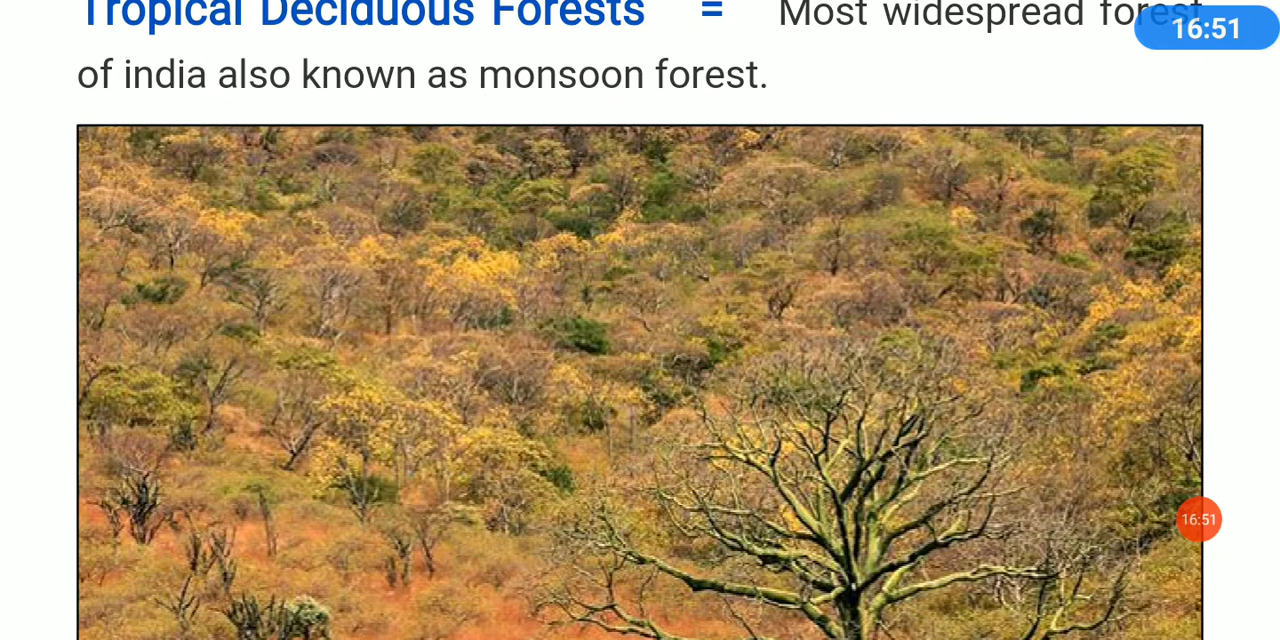 Tropical Deciduous Forests = Most widespread forest
16:51
of india also known as monsoon forest.
16:51